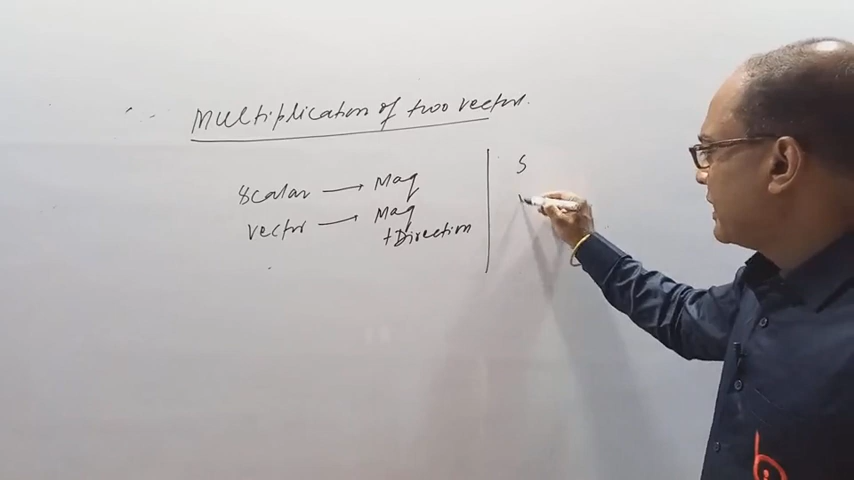 Multiplication of two vector.
Scalar → Mag
vector → Mag
+Direction
S